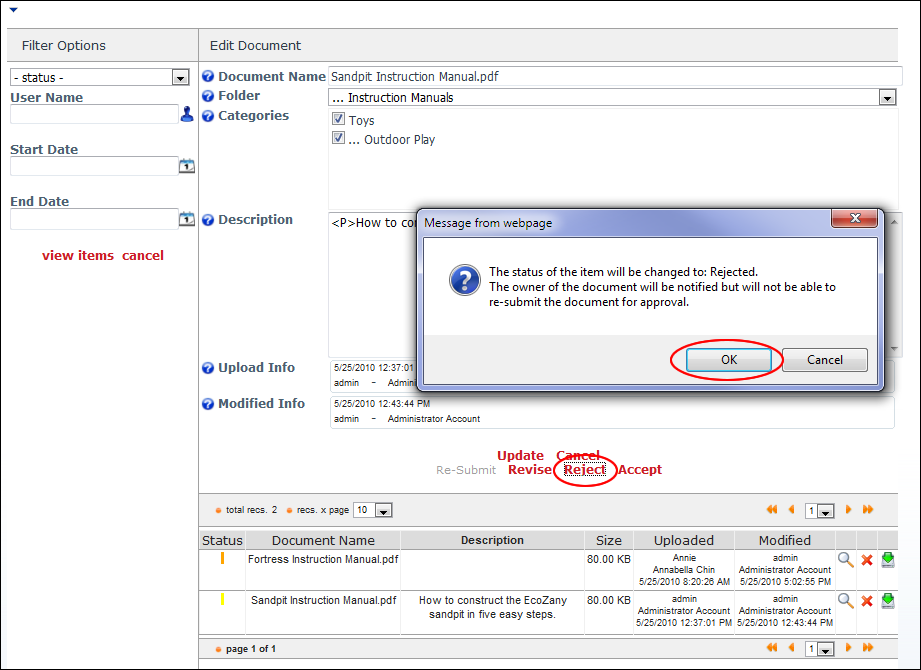 Filter Options
- status -
User Name
Start Date
End Date
view items cancel
Edit Document
Document Name Sandpit Instruction Manual.pdf
Folder ... Instruction Manuals
Categories
Toys
... Outdoor Play
Description <P>How to co
Message from webpage
The status of the item will be changed to: Rejected.
The owner of the document will be notified but will not be able to
re-submit the document for approval.
OK Cancel
Upload Info 5/25/2010 12:37:01
admin - Admini
Modified Info 5/25/2010 12:43:44 PM
admin - Administrator Account
Update Cancel
Re-Submit Revise Reject Accept
total recs. 2 recs. x page 10 1
Status Document Name Description Size Uploaded Modified
Fortress Instruction Manual.pdf 80.00 KB Annie admin
Annabella Chin Administrator Account
5/25/2010 8:20:26 AM 5/25/2010 5:02:55 PM
Sandpit Instruction Manual.pdf How to construct the EcoZany 80.00 KB admin admin
sandpit in five easy steps. Administrator Account Administrator Account
5/25/2010 12:37:01 PM 5/25/2010 12:43:44 PM
page 1 of 1 1